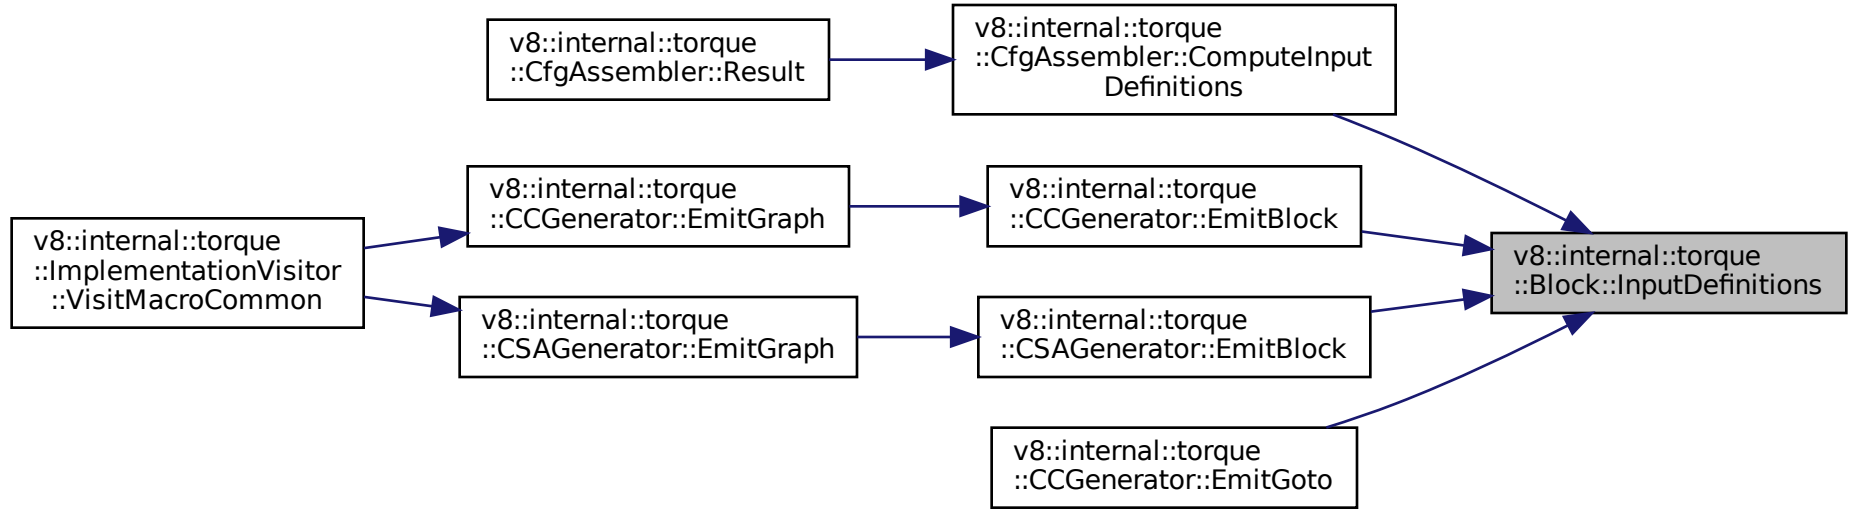 v8::internal::torque
::CfgAssembler::Result
v8::internal::torque
::CfgAssembler::ComputeInput
Definitions
v8::internal::torque
::ImplementationVisitor
::VisitMacroCommon
v8::internal::torque
::CCGenerator::EmitGraph
v8::internal::torque
::CCGenerator::EmitBlock
v8::internal::torque
::Block::InputDefinitions
v8::internal::torque
::CSAGenerator::EmitGraph
v8::internal::torque
::CSAGenerator::EmitBlock
v8::internal::torque
::CCGenerator::EmitGoto